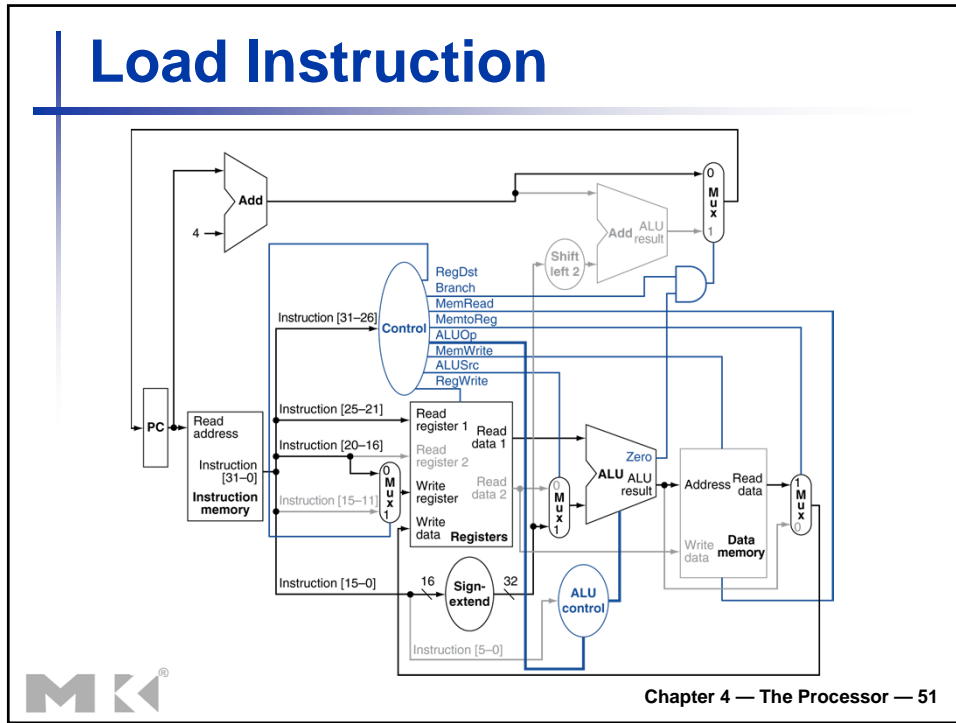 Load Instruction
Add
4
0
M
u
x
1
Add
ALU
result
Shift
left 2
RegDst
Branch
MemRead
MemtoReg
ALUOp
MemWrite
ALUSrc
RegWrite
Instruction [31–26]
Control
PC
Read
address
Instruction
[31–0]
Instruction
memory
Instruction [25–21]
Instruction [20–16]
Instruction [15–11]
0
M
u
x
1
Read
register 1
Read
data 1
Read
register 2
Write
register
Read
data 2
Write
data
Registers
0
M
u
x
1
Zero
ALU
ALU
result
Address
Read
data
Write
data
Data
memory
1
M
u
x
0
Instruction [15–0]
16
Sign-
extend
32
ALU
control
Instruction [5–0]
MK®
Chapter 4 — The Processor — 51